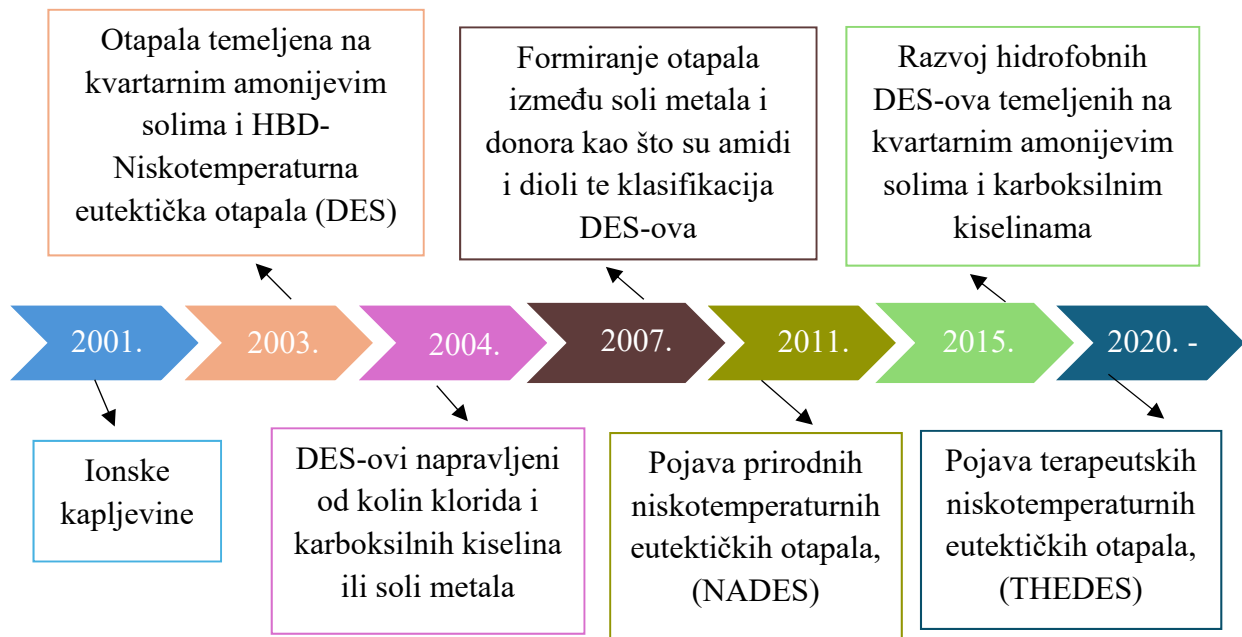 Otapala temeljena na
kvartarnim amonijevim
solima i HBD-
Niskotemperaturna
eutektička otapala (DES)
Formiranje otapala
između soli metala i
donora kao što su amidi
i dioli te klasifikacija
DES-ova
Razvoj hidrofobnih
DES-ova temeljenih na
kvartarnim amonijevim
solima i karboksilnim
kiselinama
2001.
2003.
2004.
2007.
2011.
2015.
2020. -
Ionske
kapljevine
DES-ovi napravljeni
od kolin klorida i
karboksilnih kiselina
ili soli metala
Pojava prirodnih
niskotemperaturnih
eutektičkih otapala,
(NADES)
Pojava terapeutskih
niskotemperaturnih
eutektičkih otapala,
(THEDES)